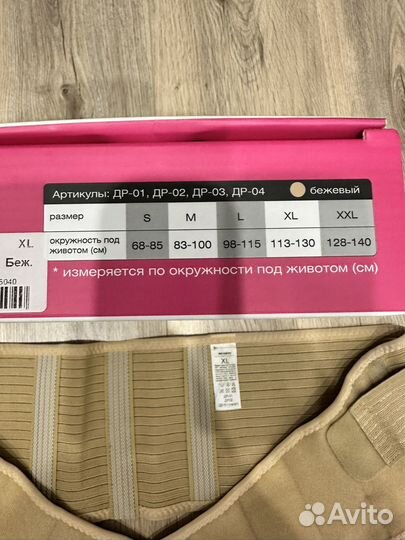 Артикулы: ДР-01, ДР-02, ДР-03, ДР-04 бежевый
размер S M L XL XXL
окружность под животом (см) 68-85 83-100 98-115 113-130 128-140
* измеряется по окружности под животом (см)
XL
Беж.
5040
XL
Avito